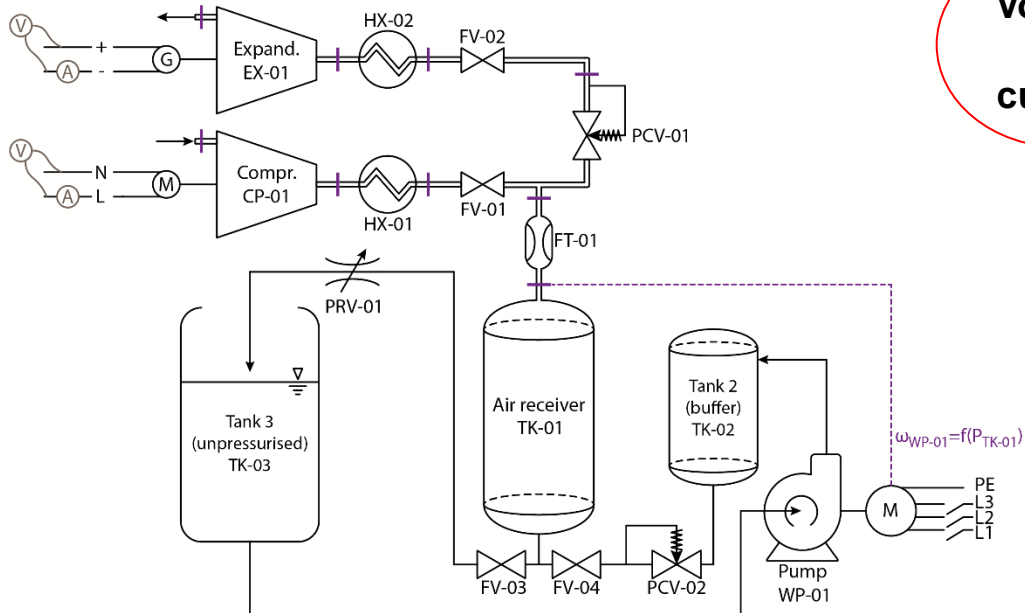 Vo
cu
V
A
+
-
G
Expand.
EX-01
HX-02
FV-02
PCV-01
V
A
N
L
M
Compr.
CP-01
HX-01
FV-01
FT-01
PRV-01
Tank 3
(unpressurised)
TK-03
Air receiver
TK-01
Tank 2
(buffer)
TK-02
ωWP-01=f(PTK-01)
M
PE
L3
L2
L1
FV-03
FV-04
PCV-02
Pump
WP-01